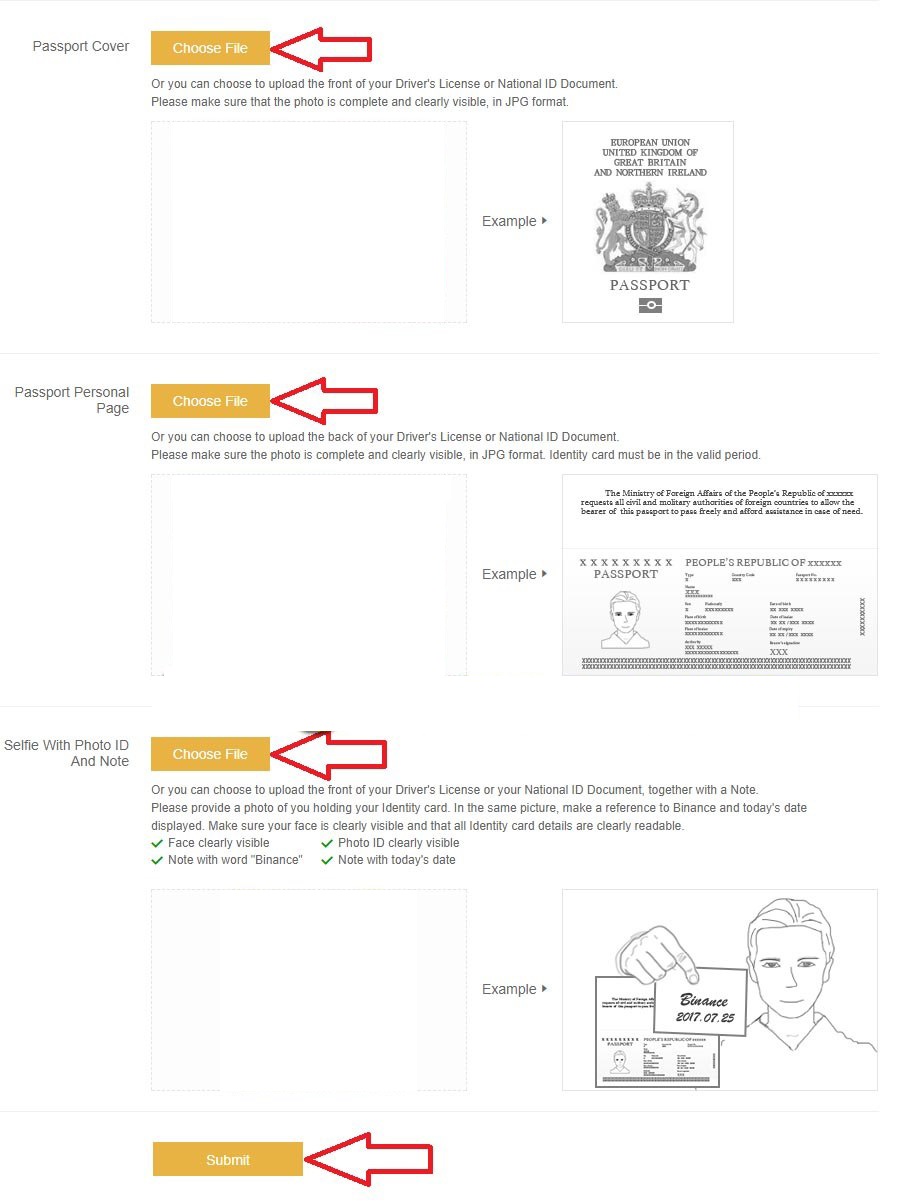 Passport Cover
Choose File
Or you can choose to upload the front of your Driver's License or National ID Document.
Please make sure that the photo is complete and clearly visible, in JPG format.
Example
EUROPEAN UNION
UNITED KINGDOM OF
GREAT BRITAIN
AND NORTHERN IRELAND
PASSPORT
Passport Personal
Page
Choose File
Or you can choose to upload the back of your Driver's License or National ID Document.
Please make sure the photo is complete and clearly visible, in JPG format. Identity card must be in the valid period.
Example
The Ministry of Foreign Affairs of the People's Republic of xxxxxx
requests all civil and molitary authorities of foreign countries to allow the
bearer of this passport to pass freely and afford assistance in case of need.
X X X X X X X X X
PASSPORT
PEOPLE'S REPUBLIC OF xxxxxx
Type
Country Code
Passport No.
X
XXX
XXXXXXXXX
Name
XXX
Sex
X
XXXXXXXXX
Date of birth
XX XXX XXXX
Place of Birth
Date of issue
Place of issue
Date of expiry
Authority
XXX XXXXX
XXX
Selfie With Photo ID
And Note
Choose File
Or you can choose to upload the front of your Driver's License or your National ID Document, together with a Note.
Please provide a photo of you holding your Identity card. In the same picture, make a reference to Binance and today's date
displayed. Make sure your face is clearly visible and that all Identity card details are clearly readable.
Face clearly visible
Photo ID clearly visible
Note with word "Binance"
Note with today's date
Example
Binance
2017.07.25
PEOPLE'S REPUBLIC OF xxxxxx
PASSPORT
Submit